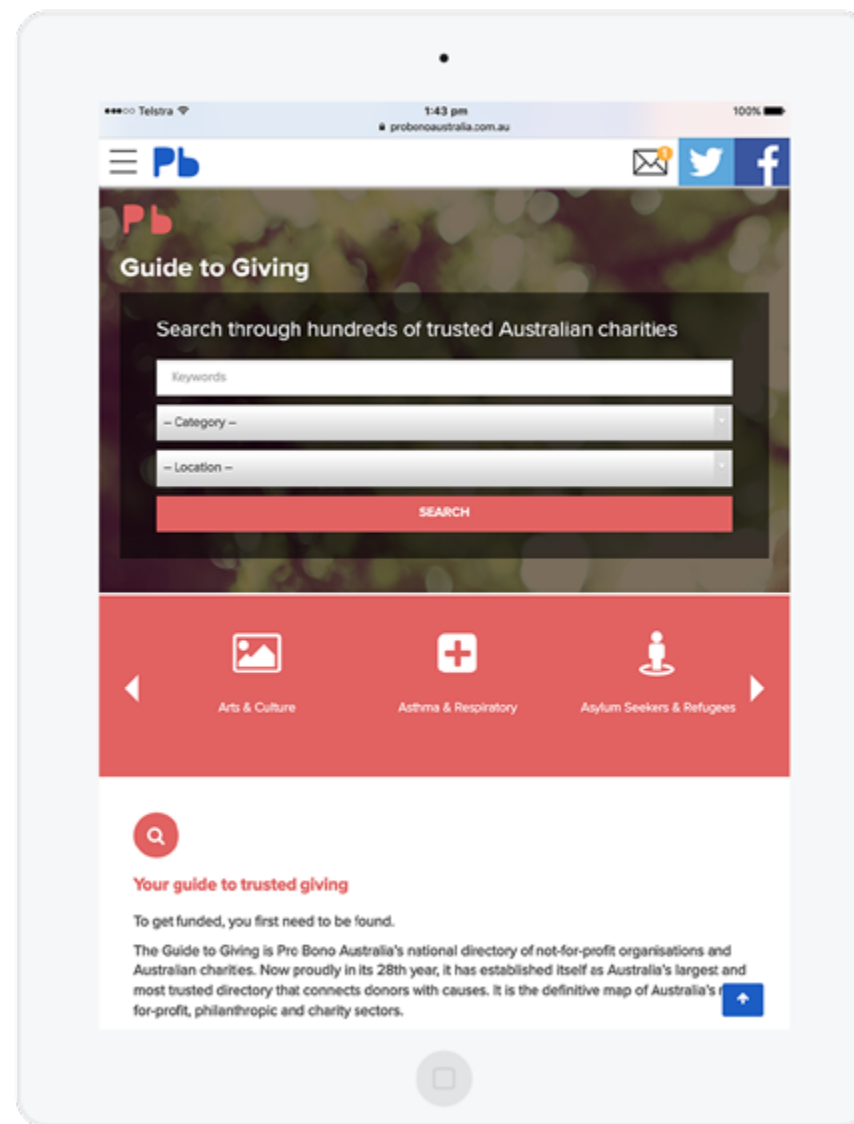 Telstra
1:43 pm
100%
probonoaustralia.com.au
Pb
1
Pb
Guide to Giving
Search through hundreds of trusted Australian charities
Keywords
– Category –
– Location –
SEARCH
Arts & Culture
Asthma & Respiratory
Asylum Seekers & Refugees
Your guide to trusted giving
To get funded, you first need to be found.
The Guide to Giving is Pro Bono Australia's national directory of not-for-profit organisations and
Australian charities. Now proudly in its 28th year, it has established itself as Australia's largest and
most trusted directory that connects donors with causes. It is the definitive map of Australia's
for-profit, philanthropic and charity sectors.